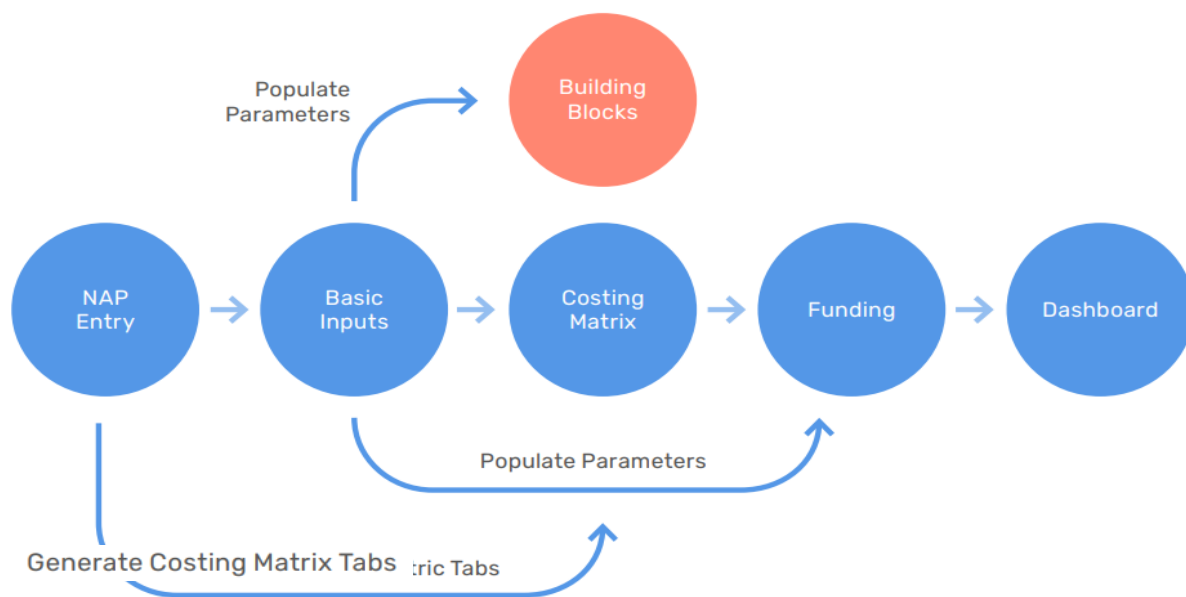 Populate
Parameters
Building
Blocks
NAP
Entry
Basic
Inputs
Costing
Matrix
Funding
Dashboard
Populate Parameters
Generate Costing Matrix Tabs
tric Tabs